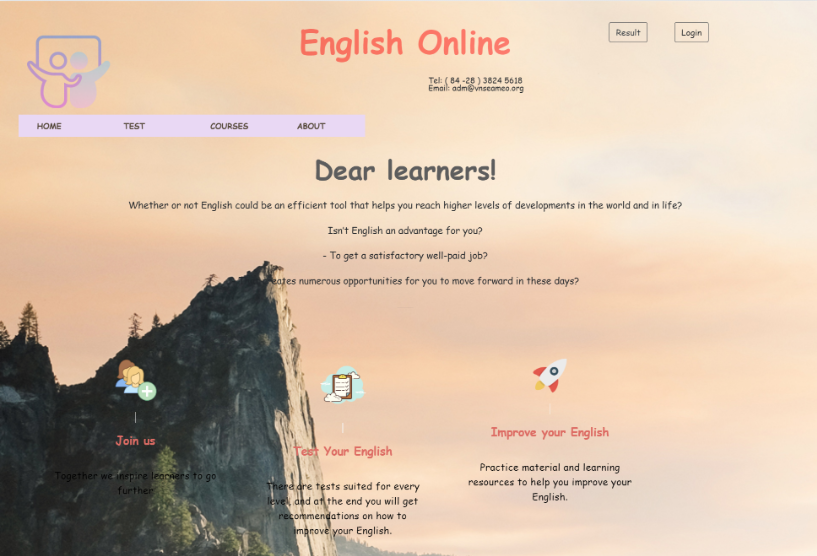 English Online
Result
Login
Tel: ( 84 -28 ) 3824 5618
Email: adm@vnseameo.org
HOME
TEST
COURSES
ABOUT
Dear learners!
Whether or not English could be an efficient tool that helps you reach higher levels of developments in the world and in life?
Isn't English an advantage for you?
- To get a satisfactory well-paid job?
numerous opportunities for you to move forward in these days?
Join us
Together we inspire learners to go
further
Test Your English
There are tests suited for every
level, and at the end you will get
recommendations on how to
improve your English.
Improve your English
Practice material and learning
resources to help you improve your
English.